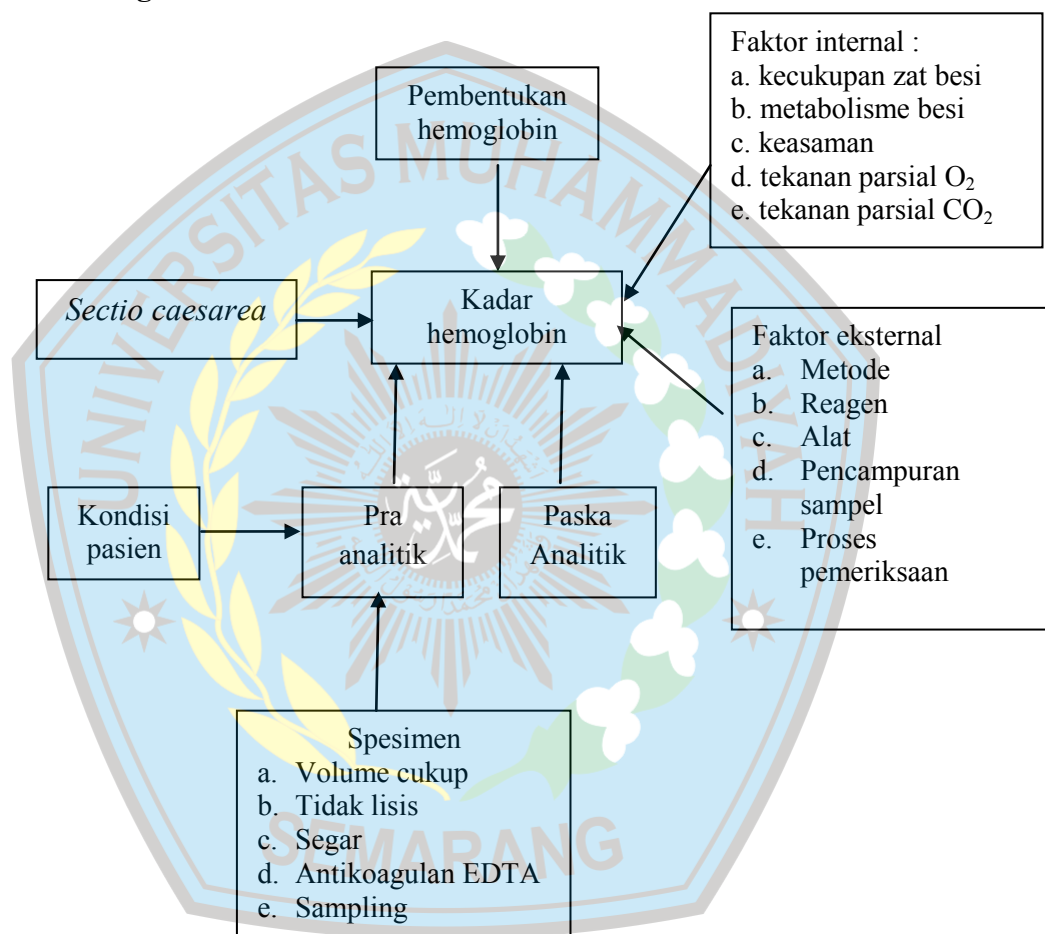 Faktor internal :
a. kecukupan zat besi
b. metabolisme besi
c. keasaman
d. tekanan parsial O₂
e. tekanan parsial CO₂
Pembentukan
hemoglobin
Sectio caesarea
Kadar
hemoglobin
Faktor eksternal
a. Metode
b. Reagen
c. Alat
d. Pencampuran
sampel
e. Proses
pemeriksaan
Kondisi
pasien
Pra
analitik
Paska
Analitik
Spesimen
a. Volume cukup
b. Tidak lisis
c. Segar
d. Antikoagulan EDTA
e. Sampling
UNIVERSITAS MUHAMMADIYAH
SEMARANG